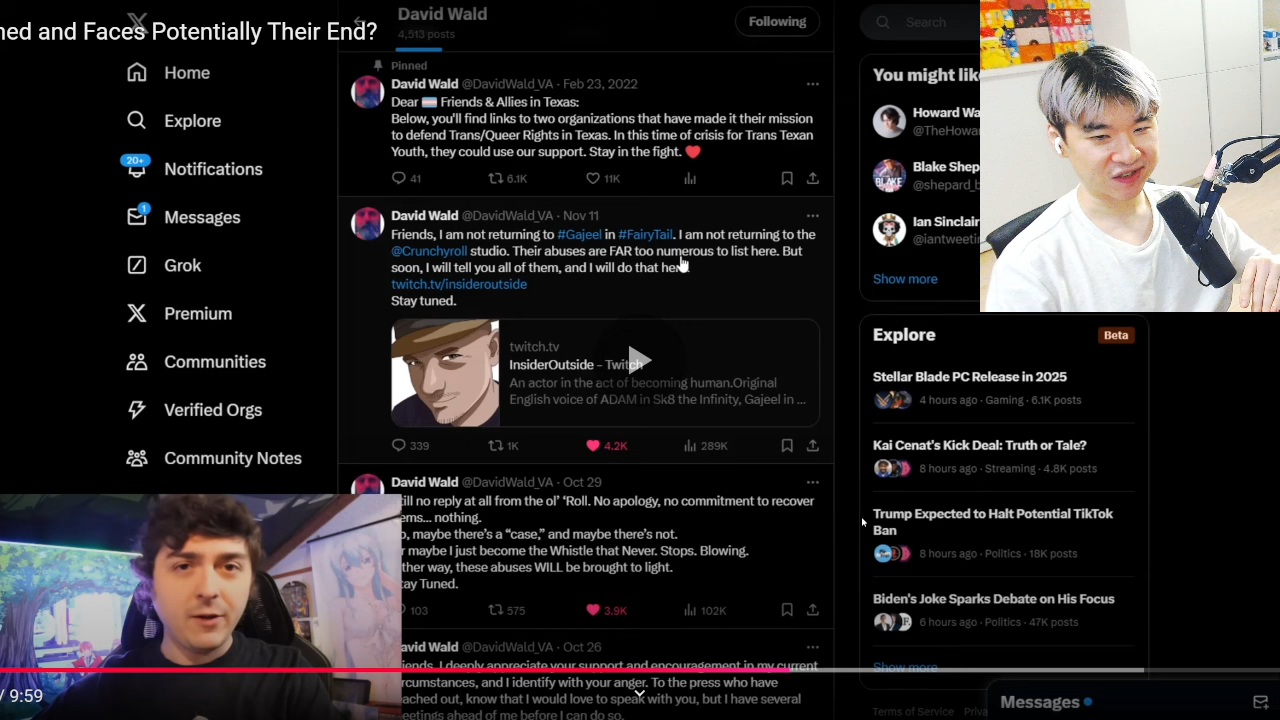 ned and Faces Potentially Their End?
Home
Explore
20+
Notifications
1
Messages
Grok
Premium
Communities
Verified Orgs
Community Notes
/ 9:59
David Wald
4,513 posts
Following
Pinned
David Wald @DavidWald_VA · Feb 23, 2022
Dear Friends & Allies in Texas:
Below, you'll find links to two organizations that have made it their mission
to defend Trans/Queer Rights in Texas. In this time of crisis for Trans Texan
Youth, they could use our support. Stay in the fight. ❤️
41 6.1K 11K
David Wald @DavidWald_VA · Nov 11
Friends, I am not returning to #Gajeel in #FairyTail. I am not returning to the
@Crunchyroll studio. Their abuses are FAR too numerous to list here. But
soon, I will tell you all of them, and I will do that here
twitch.tv/insideroutside
Stay tuned.
twitch.tv
InsiderOutside - Twitch
An actor in the act of becoming human.Original
English voice of ADAM in Sk8 the Infinity, Gajeel in ...
339 1K 4.2K 289K
David Wald @DavidWald_VA · Oct 29
till no reply at all from the ol' 'Roll. No apology, no commitment to recover
ems... nothing.
o, maybe there's a “case,” and maybe there's not.
r maybe I just become the Whistle that Never. Stops. Blowing.
ther way, these abuses WILL be brought to light.
tay Tuned.
103 575 3.9K 102K
avid Wald @DavidWald_VA · Oct 26
iends, I deeply appreciate your support and encouragement in my current
rcumstances, and I identify with your anger. To the press who have
ached out, know that I would love to speak with you, but I have several
eetings ahead of me before I can do so.
Search
You might lik
Howard Wa
@TheHowar
Blake Shep
@shepard_b
Ian Sinclair
@iantweetin
Show more
Explore
Beta
Stellar Blade PC Release in 2025
4 hours ago · Gaming · 6.1K posts
Kai Cenat's Kick Deal: Truth or Tale?
8 hours ago · Streaming · 4.8K posts
Trump Expected to Halt Potential TikTok
Ban
8 hours ago · Politics · 18K posts
Biden's Joke Sparks Debate on His Focus
6 hours ago · Politics · 47K posts
Show more
Terms of Service Priva
Messages